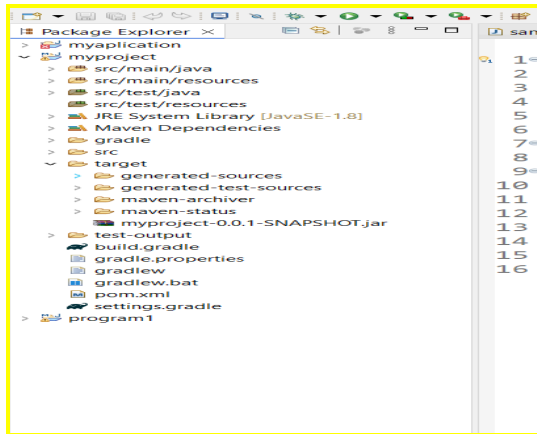 Package Explorer
myaplication
myproject
src/main/java
src/main/resources
src/test/java
src/test/resources
JRE System Library [JavaSE-1.8]
Maven Dependencies
gradle
src
target
generated-sources
generated-test-sources
maven-archiver
maven-status
myproject-0.0.1-SNAPSHOT.jar
test-output
build.gradle
gradle.properties
gradlew
gradlew.bat
pom.xml
settings.gradle
program1
san
1
2
3
4
5
6
7
8
9
10
11
12
13
14
15
16